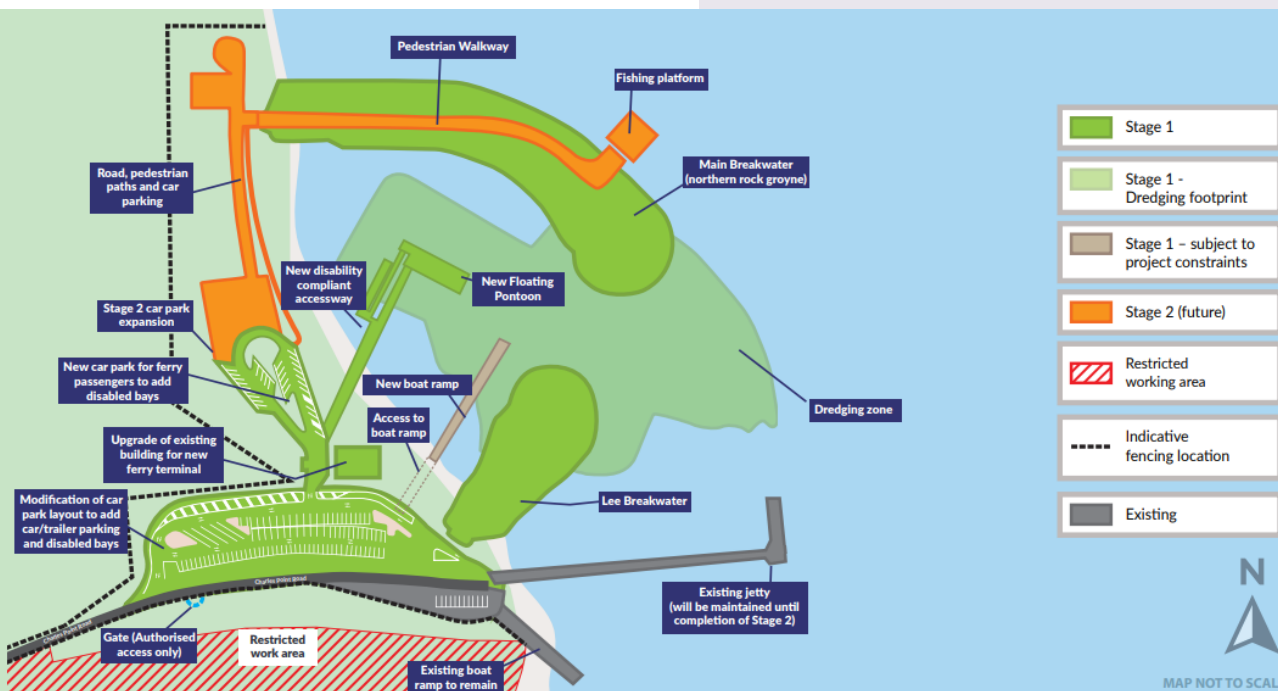 Pedestrian Walkway
Fishing platform
Main Breakwater
(northern rock groyne)
Road, pedestrian
paths and car
parking
New disability
compliant
accessway
New Floating
Pontoon
Stage 2 car park
expansion
New car park for ferry
passengers to add
disabled bays
New boat ramp
Access to
boat ramp
Dredging zone
Upgrade of existing
building for new
ferry terminal
Modification of car
park layout to add
car/trailer parking
and disabled bays
Lee Breakwater
Charles Point Road
Charles Point Road
Existing jetty
(will be maintained until
completion of Stage 2)
Gate (Authorised
access only)
Restricted
work area
Existing boat
ramp to remain
Stage 1
Stage 1 -
Dredging footprint
Stage 1 – subject to
project constraints
Stage 2 (future)
Restricted
working area
Indicative
fencing location
Existing
N
MAP NOT TO SCAL